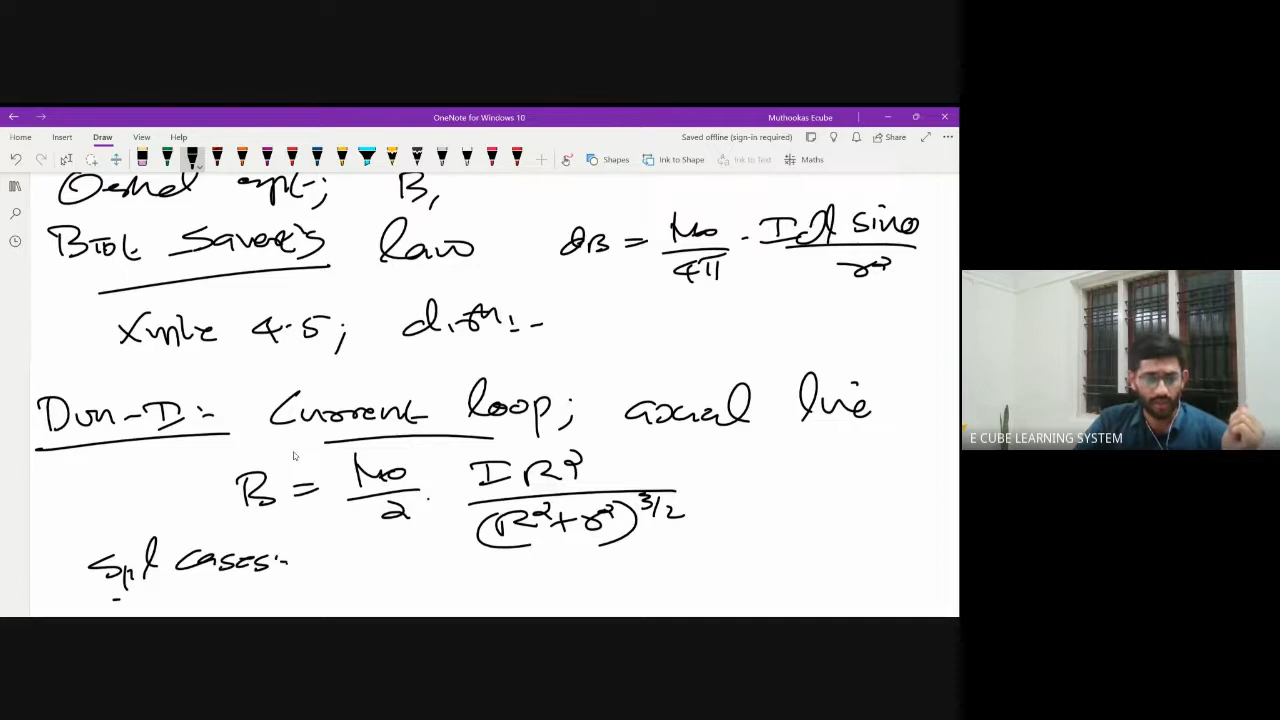 OneNote for Windows 10
Muthookas Ecube
Home Insert Draw View Help
Saved offline (sign-in required) Share
Shapes Ink to Shape Ink to Text Maths
expt; B,
Biot Savart's law dB = μ0/4π · Idl sinθ/r²
Xmple 4.5;
Dvn-I:- Current loop; axial line
B = μ0/2 · IR²/(R²+r²)^3/2
Spl cases:-
E CUBE LEARNING SYSTEM